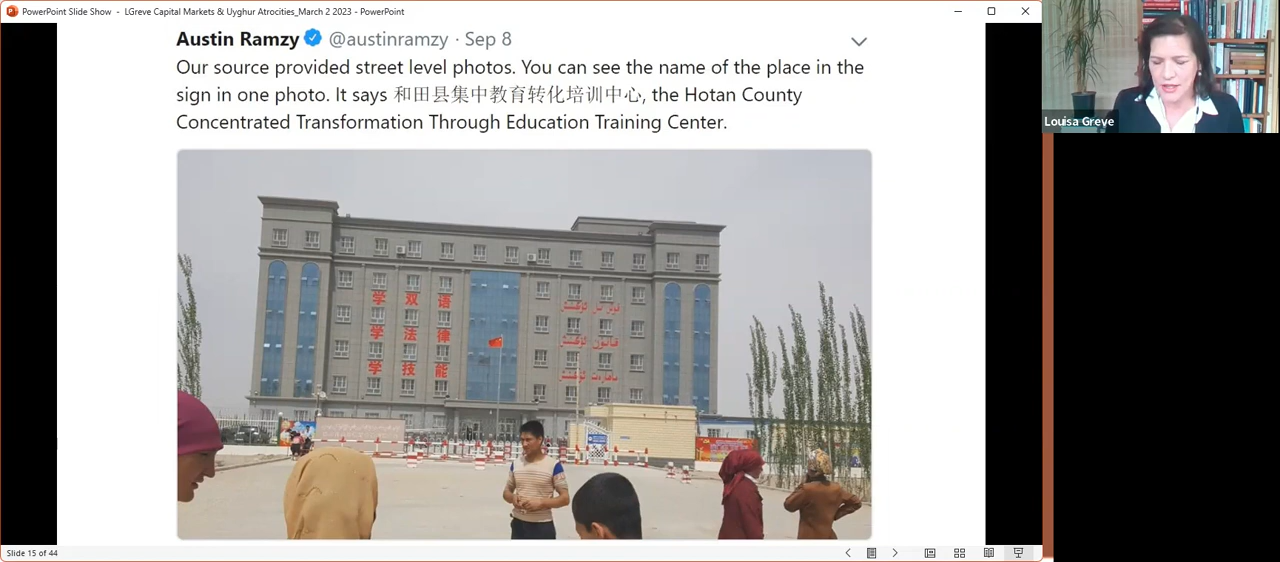 PowerPoint Slide Show - LGreve Capital Markets & Uyghur Atrocities_March 2 2023 - PowerPoint
Austin Ramzy @austinramzy · Sep 8
Our source provided street level photos. You can see the name of the place in the
sign in one photo. It says 和田县集中教育转化培训中心, the Hotan County
Concentrated Transformation Through Education Training Center.
学双语
学法律
学技能
Louisa Greve
Slide 15 of 44